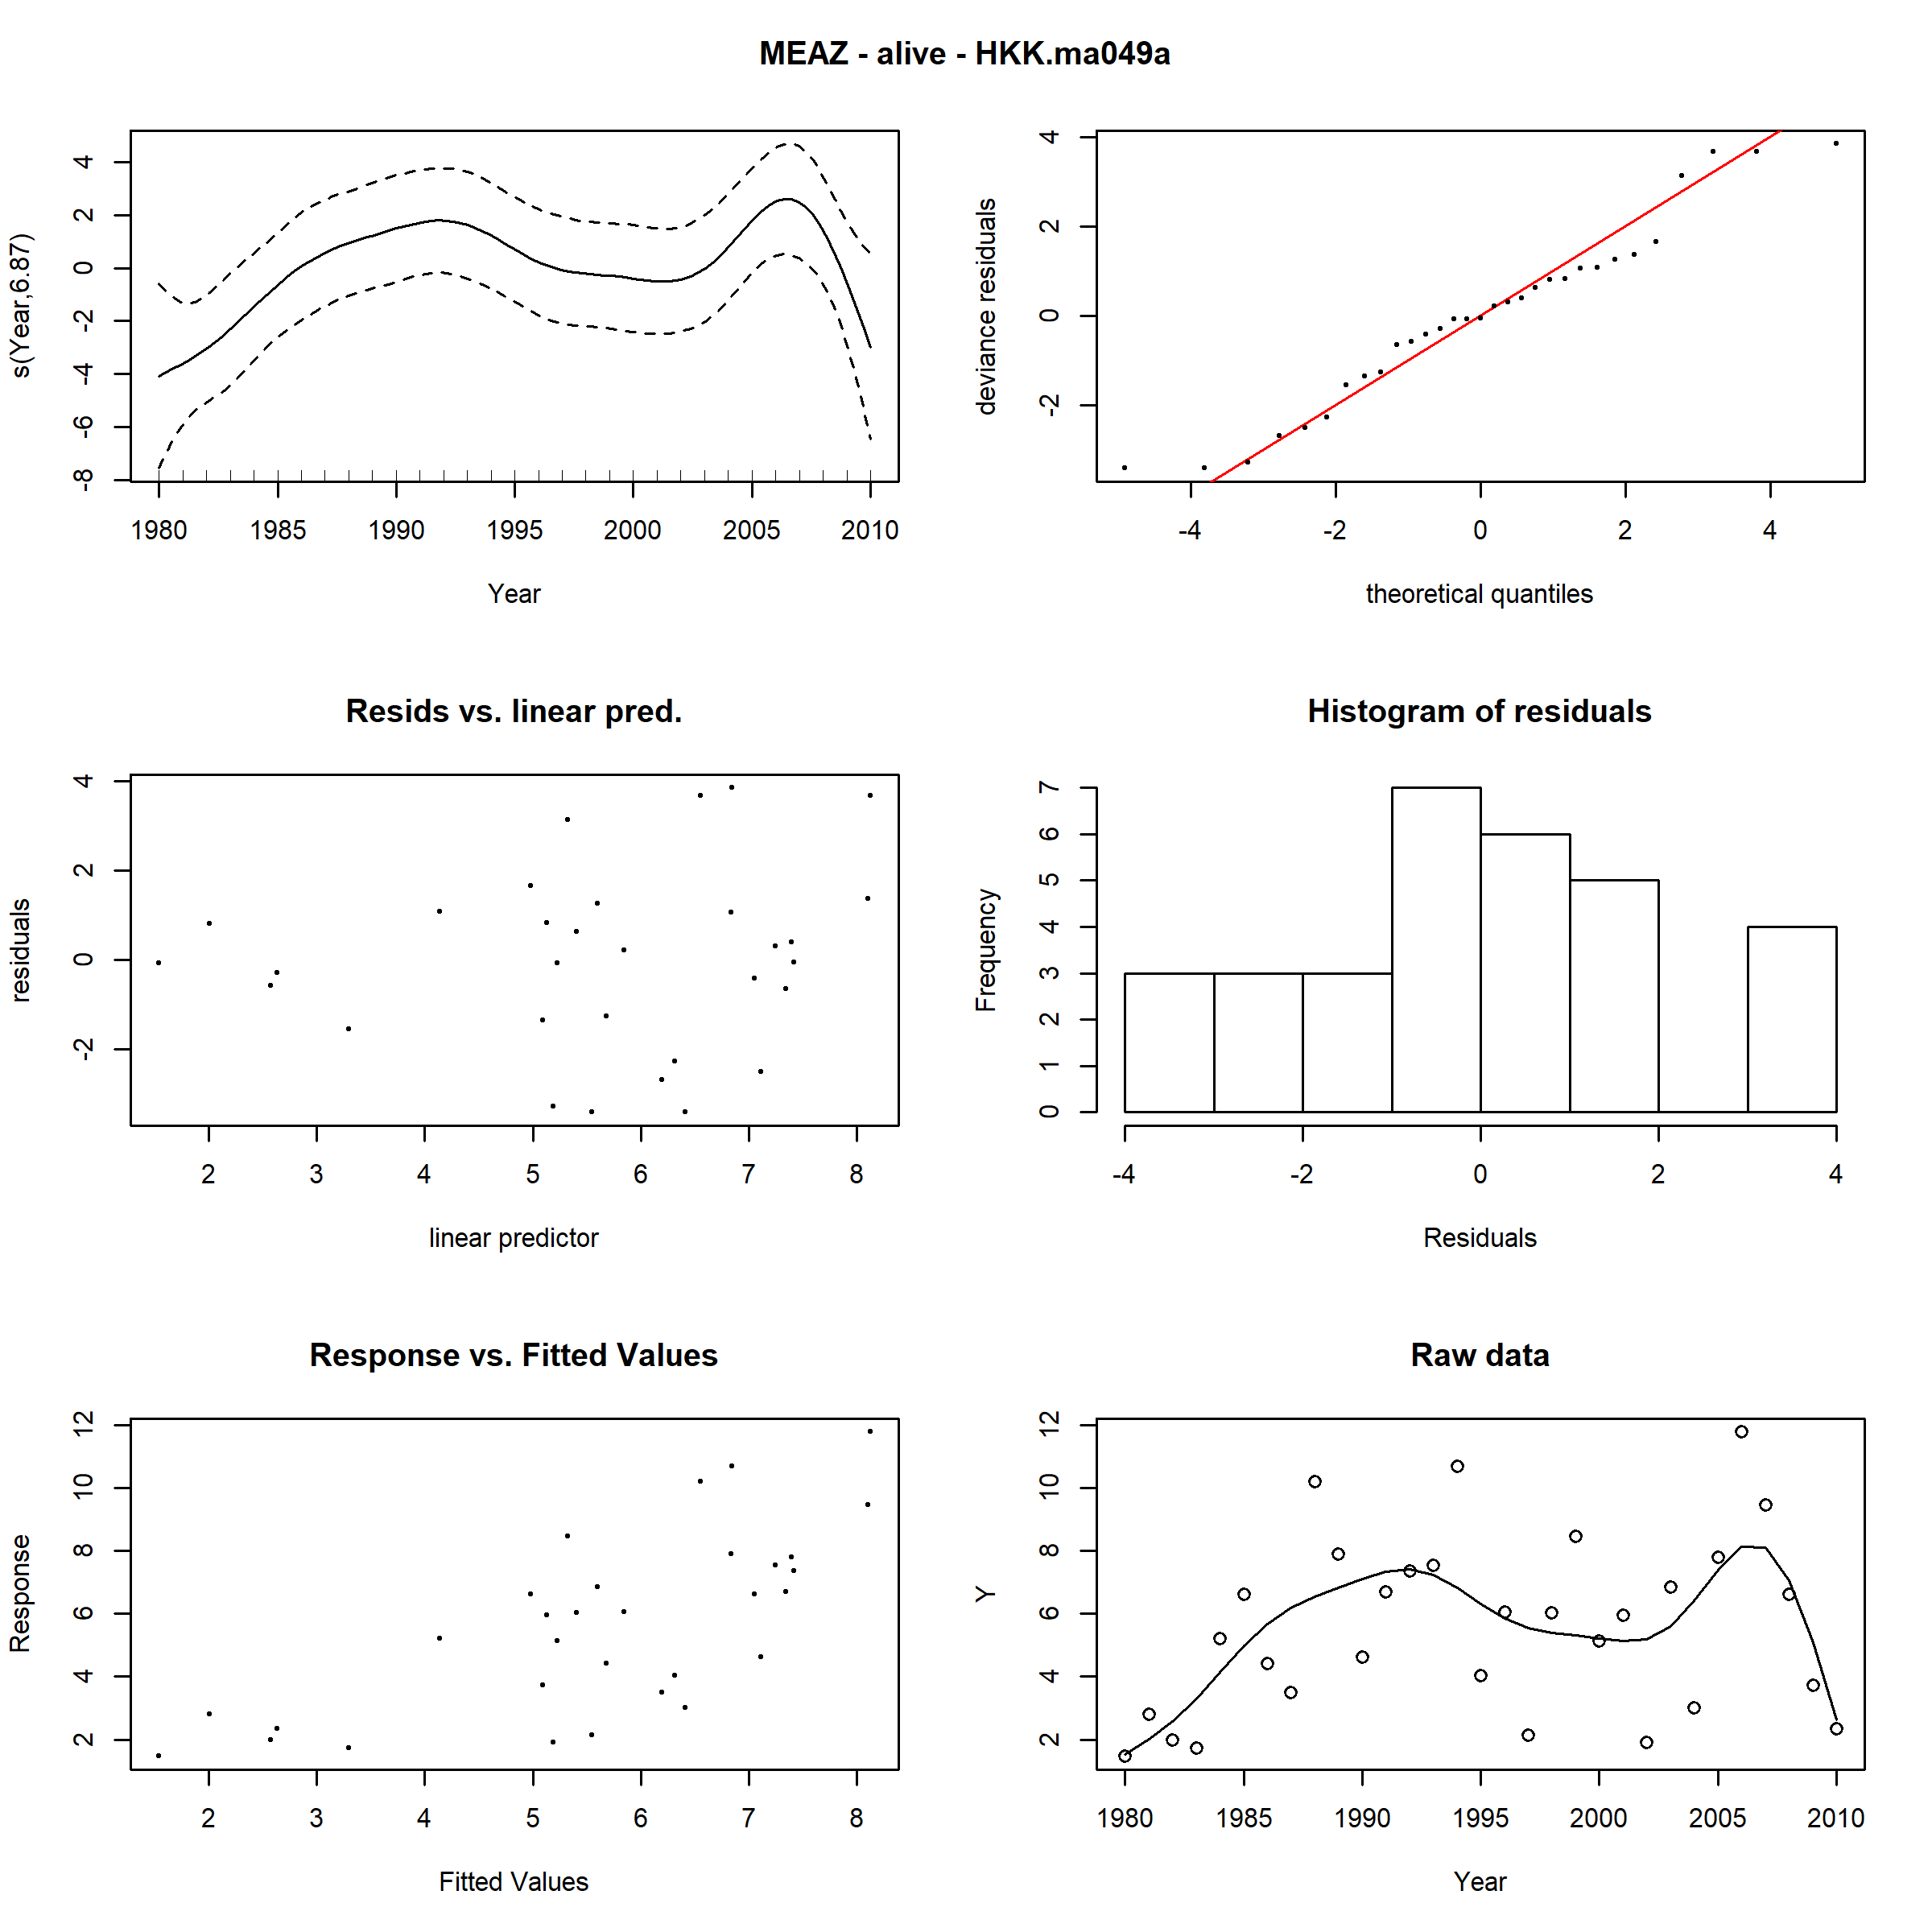 MEAZ - alive - HKK.ma049a
s(Year,6.87)
4
2
0
-2
-4
-6
-8
1980 1985 1990 1995 2000 2005 2010
Year
deviance residuals
4
2
0
-2
-4 -2 0 2 4
theoretical quantiles
Resids vs. linear pred.
residuals
4
2
0
-2
2 3 4 5 6 7 8
linear predictor
Histogram of residuals
Frequency
7
6
5
4
3
2
1
0
-4 -2 0 2 4
Residuals
Response vs. Fitted Values
Response
12
10
8
6
4
2
2 3 4 5 6 7 8
Fitted Values
Raw data
Y
12
10
8
6
4
2
1980 1985 1990 1995 2000 2005 2010
Year